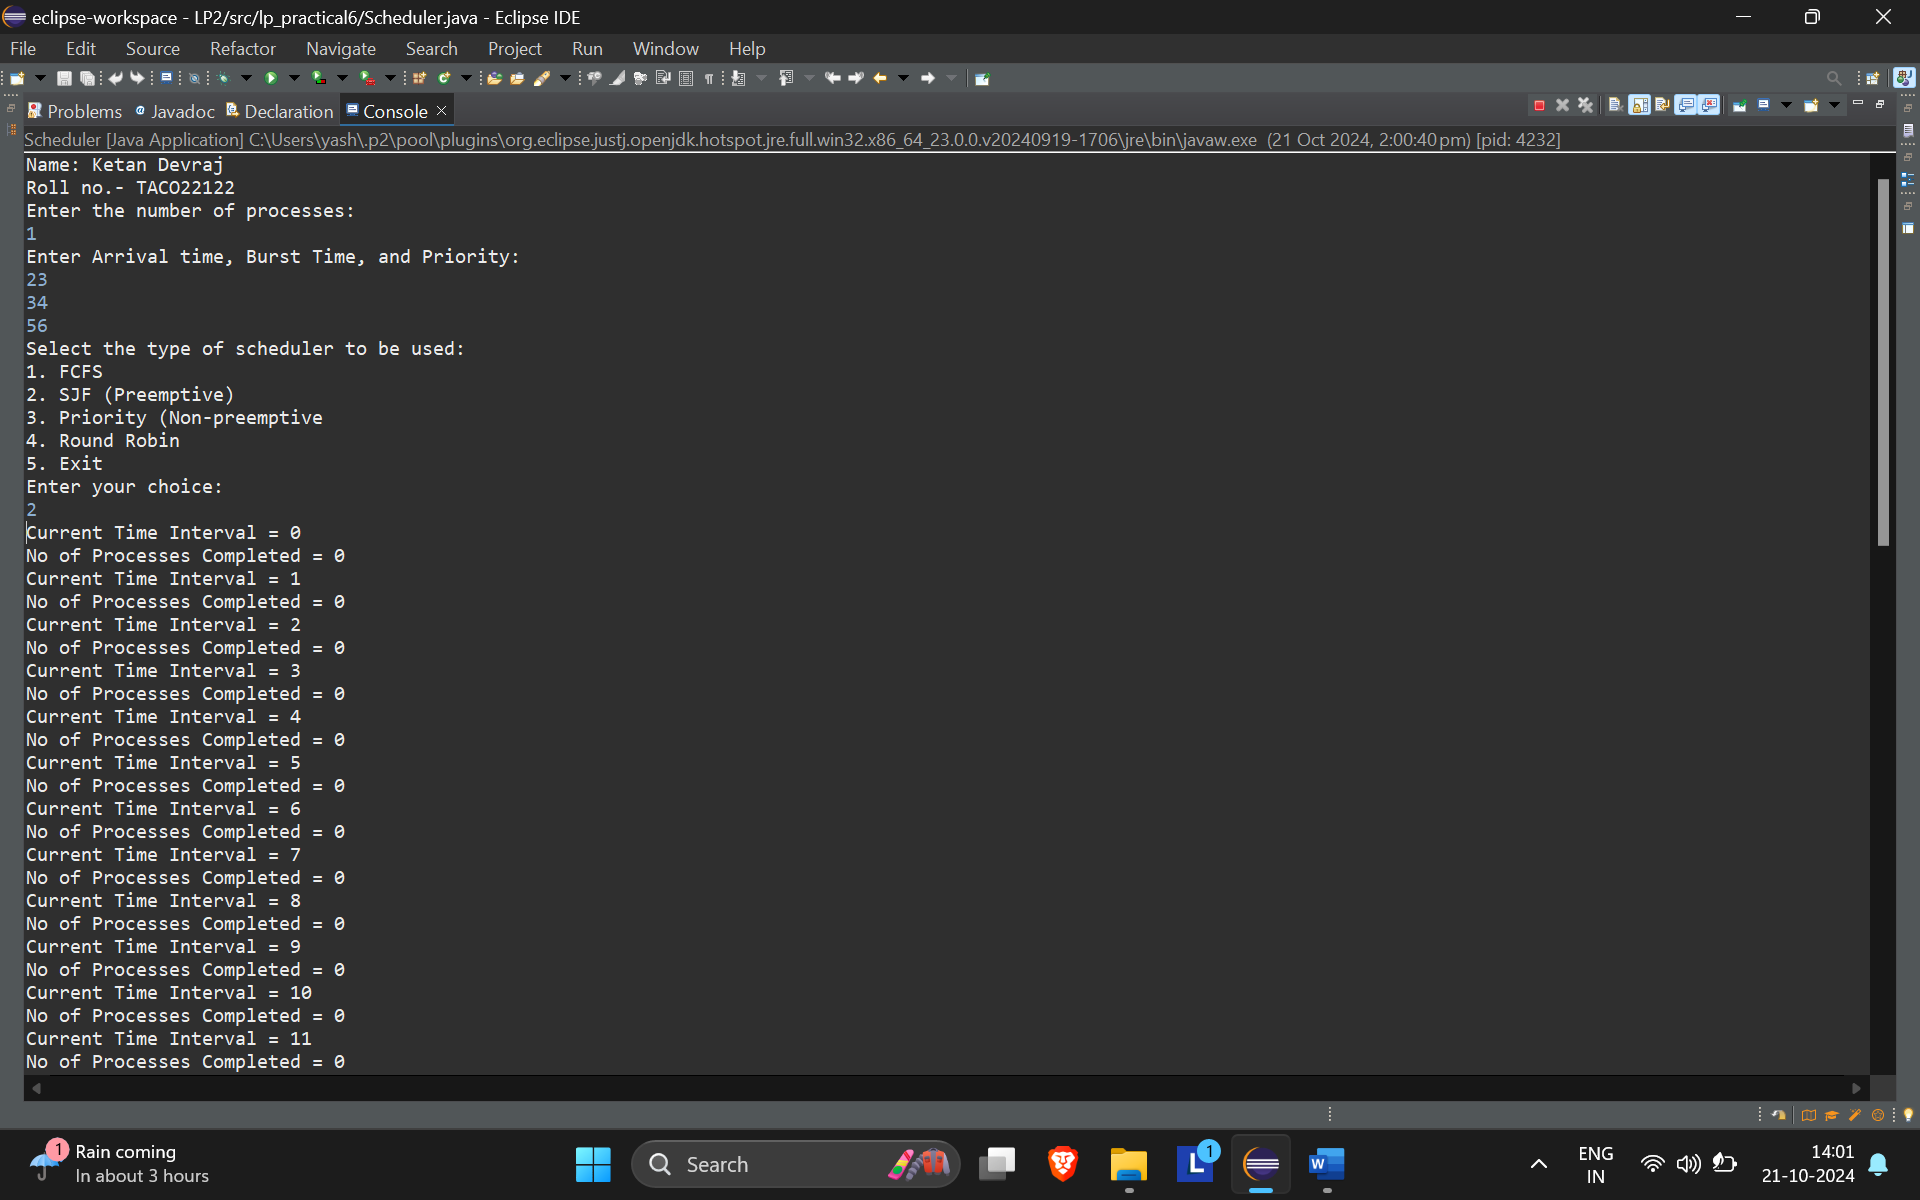 eclipse-workspace - LP2/src/lp_practical6/Scheduler.java - Eclipse IDE
File Edit Source Refactor Navigate Search Project Run Window Help
Problems Javadoc Declaration Console
Scheduler [Java Application] C:\Users\yash\.p2\pool\plugins\org.eclipse.justj.openjdk.hotspot.jre.full.win32.x86_64_23.0.0.v20240919-1706\jre\bin\javaw.exe (21 Oct 2024, 2:00:40 pm) [pid: 4232]
Name: Ketan Devraj
Roll no.- TACO22122
Enter the number of processes:
1
Enter Arrival time, Burst Time, and Priority:
23
34
56
Select the type of scheduler to be used:
1. FCFS
2. SJF (Preemptive)
3. Priority (Non-preemptive
4. Round Robin
5. Exit
Enter your choice:
2
Current Time Interval = 0
No of Processes Completed = 0
Current Time Interval = 1
No of Processes Completed = 0
Current Time Interval = 2
No of Processes Completed = 0
Current Time Interval = 3
No of Processes Completed = 0
Current Time Interval = 4
No of Processes Completed = 0
Current Time Interval = 5
No of Processes Completed = 0
Current Time Interval = 6
No of Processes Completed = 0
Current Time Interval = 7
No of Processes Completed = 0
Current Time Interval = 8
No of Processes Completed = 0
Current Time Interval = 9
No of Processes Completed = 0
Current Time Interval = 10
No of Processes Completed = 0
Current Time Interval = 11
No of Processes Completed = 0
1 Rain coming
In about 3 hours
Search
L 1
W
ENG
IN
14:01
21-10-2024